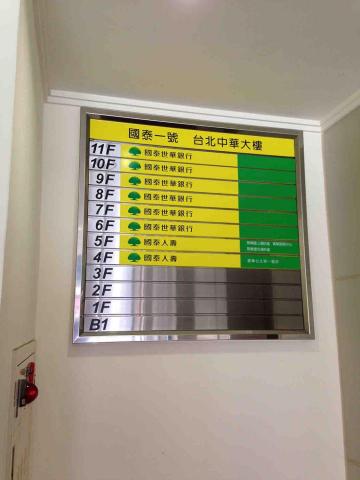 國泰一號 台北中華大樓
11F 國泰世華銀行
10F 國泰世華銀行
9F 國泰世華銀行
8F 國泰世華銀行
7F 國泰世華銀行
6F 國泰世華銀行
5F 國泰人壽
4F 國泰人壽
3F
2F
1F
B1